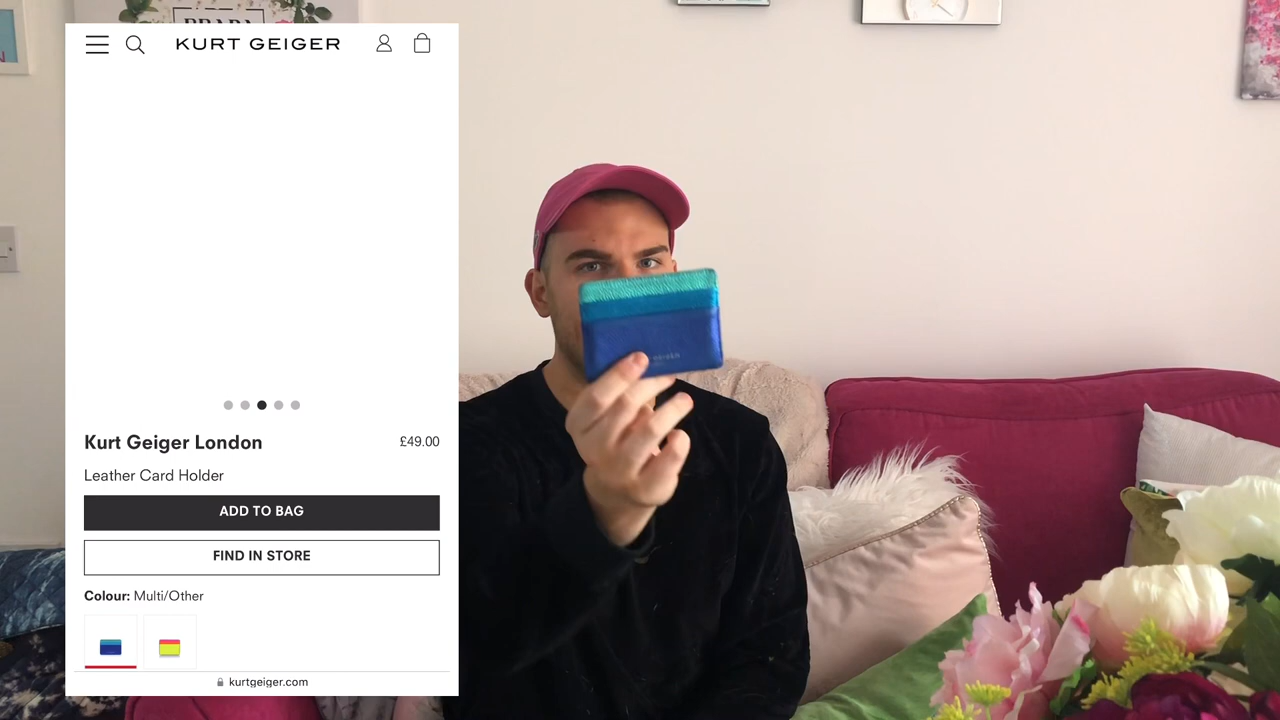 PRADA
KURT GEIGER
Kurt Geiger London
£49.00
Leather Card Holder
ADD TO BAG
FIND IN STORE
Colour: Multi/Other
kurtgeiger.com